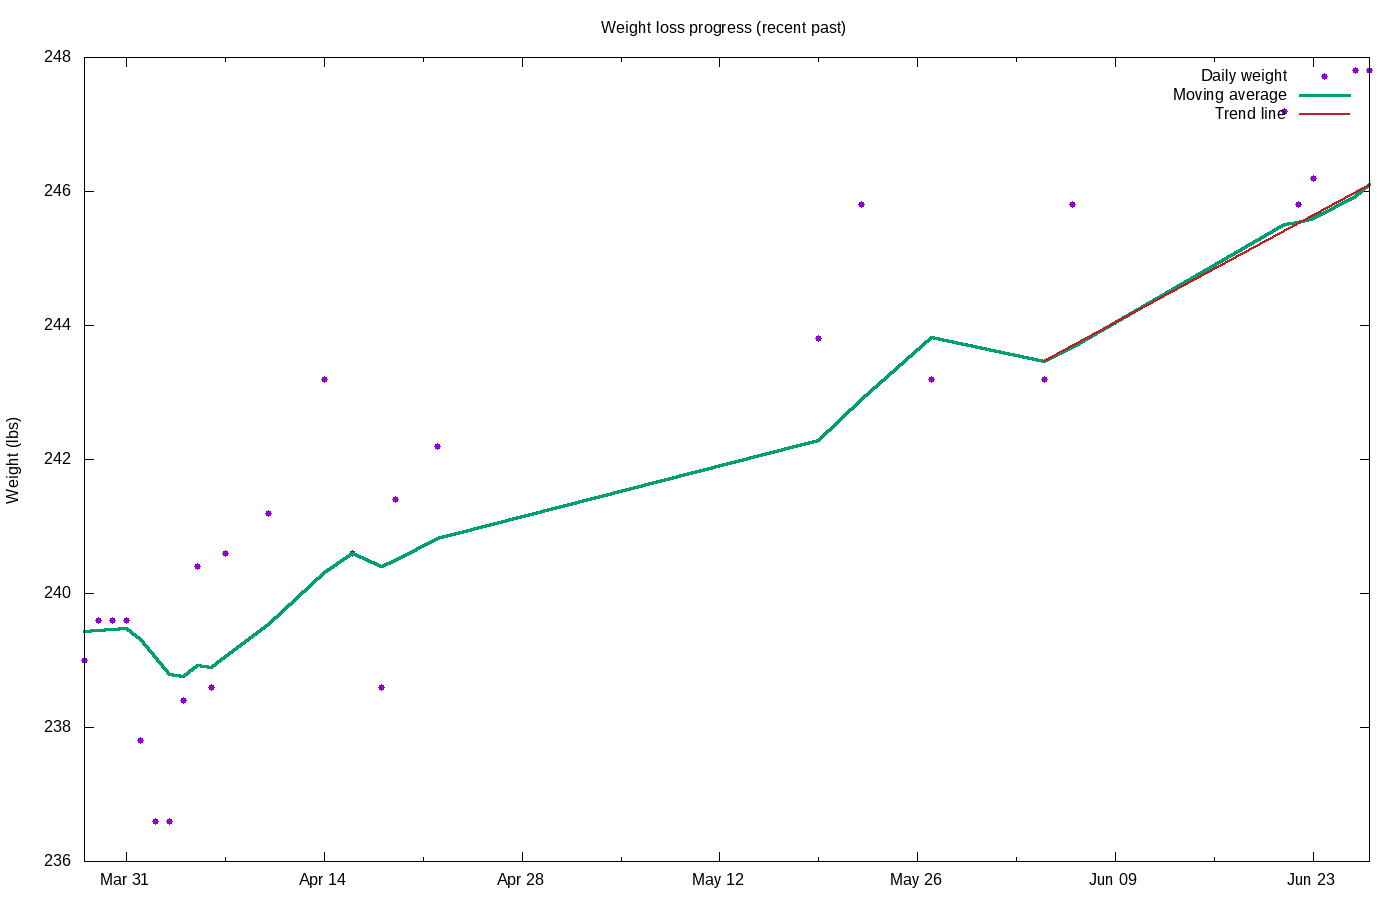 Weight loss progress (recent past)
248
Daily weight
Moving average
Trend line
246
244
242
Weight (lbs)
240
238
236
Mar 31 Apr 14 Apr 28 May 12 May 26 Jun 09 Jun 23